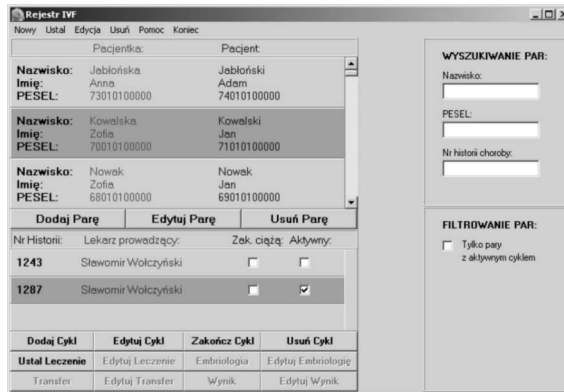 Rejestr IVF
Nowy Ustal Edycja Usuń Pomoc Koniec
Pacjentka: Pacjent:
Nazwisko: Jabłońska Jabłoński
Imię: Anna Adam
PESEL: 73010100000 74010100000
Nazwisko: Kowalska Kowalski
Imię: Zofia Jan
PESEL: 70010100000 71010100000
Nazwisko: Nowak Nowak
Imię: Zofia Jan
PESEL: 68010100000 69010100000
Dodaj Parę Edytuj Parę Usuń Parę
Nr Historii: Lekarz prowadzący: Zak. ciążą: Aktywny:
1243 Sławomir Wołczyński
1287 Sławomir Wołczyński
Dodaj Cykl Edytuj Cykl Zakończ Cykl Usuń Cykl
Ustal Leczenie Edytuj Leczenie Embriologia Edytuj Embriologię
Transfer Edytuj Transfer Wynik Edytuj Wynik
WYSZUKIWANIE PAR:
Nazwisko:
PESEL:
Nr historii choroby:
FILTROWANIE PAR:
Tylko pary
z aktywnym cyklem